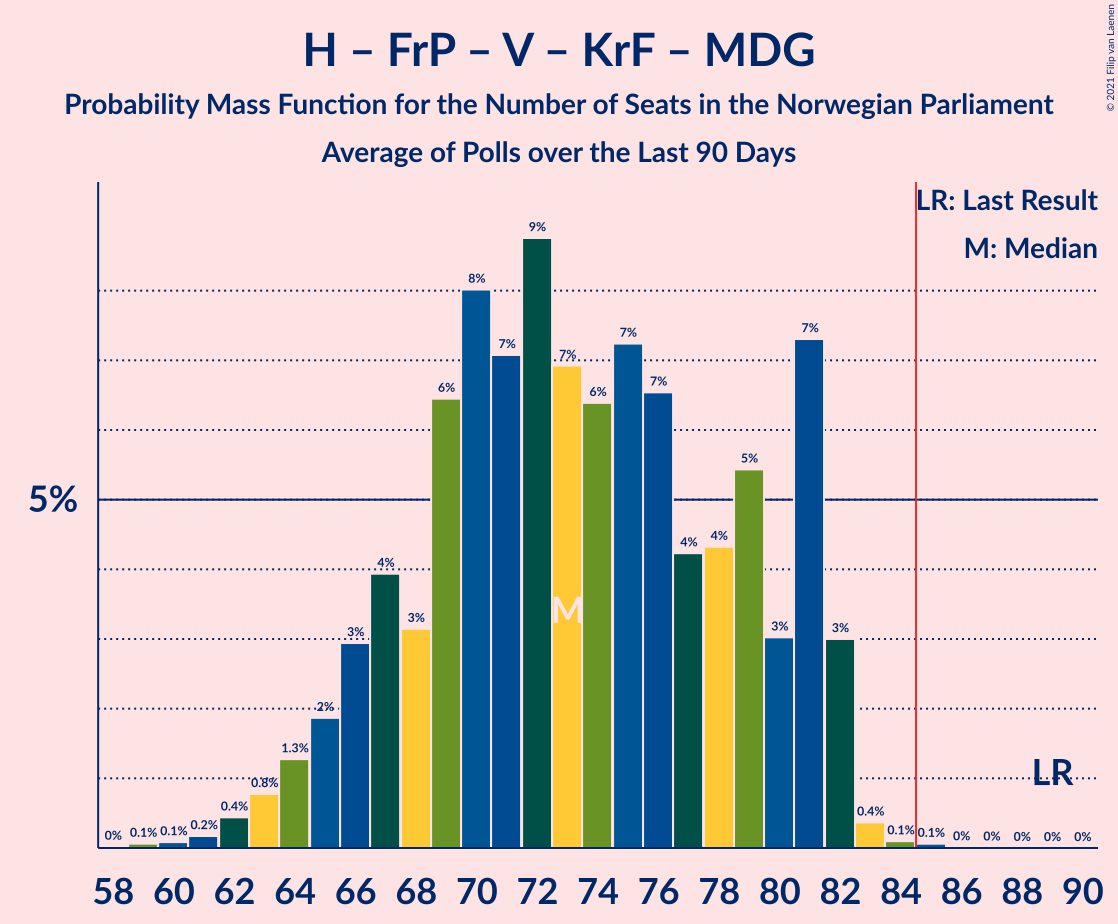 H – FrP – V – KrF – MDG
Probability Mass Function for the Number of Seats in the Norwegian Parliament
Average of Polls over the Last 90 Days
© 2021 Filip van Laenen
LR: Last Result
M: Median
5%
0% 0.1% 0.1% 0.2% 0.4% 0.8% 1.3% 2% 3% 4% 3% 6% 8% 7% 9% 7% 6% 7% 7% 4% 4% 5% 3% 7% 3% 0.4% 0.1% 0.1% 0% 0% 0% 0% 0%
M
LR
58 60 62 64 66 68 70 72 74 76 78 80 82 84 86 88 90